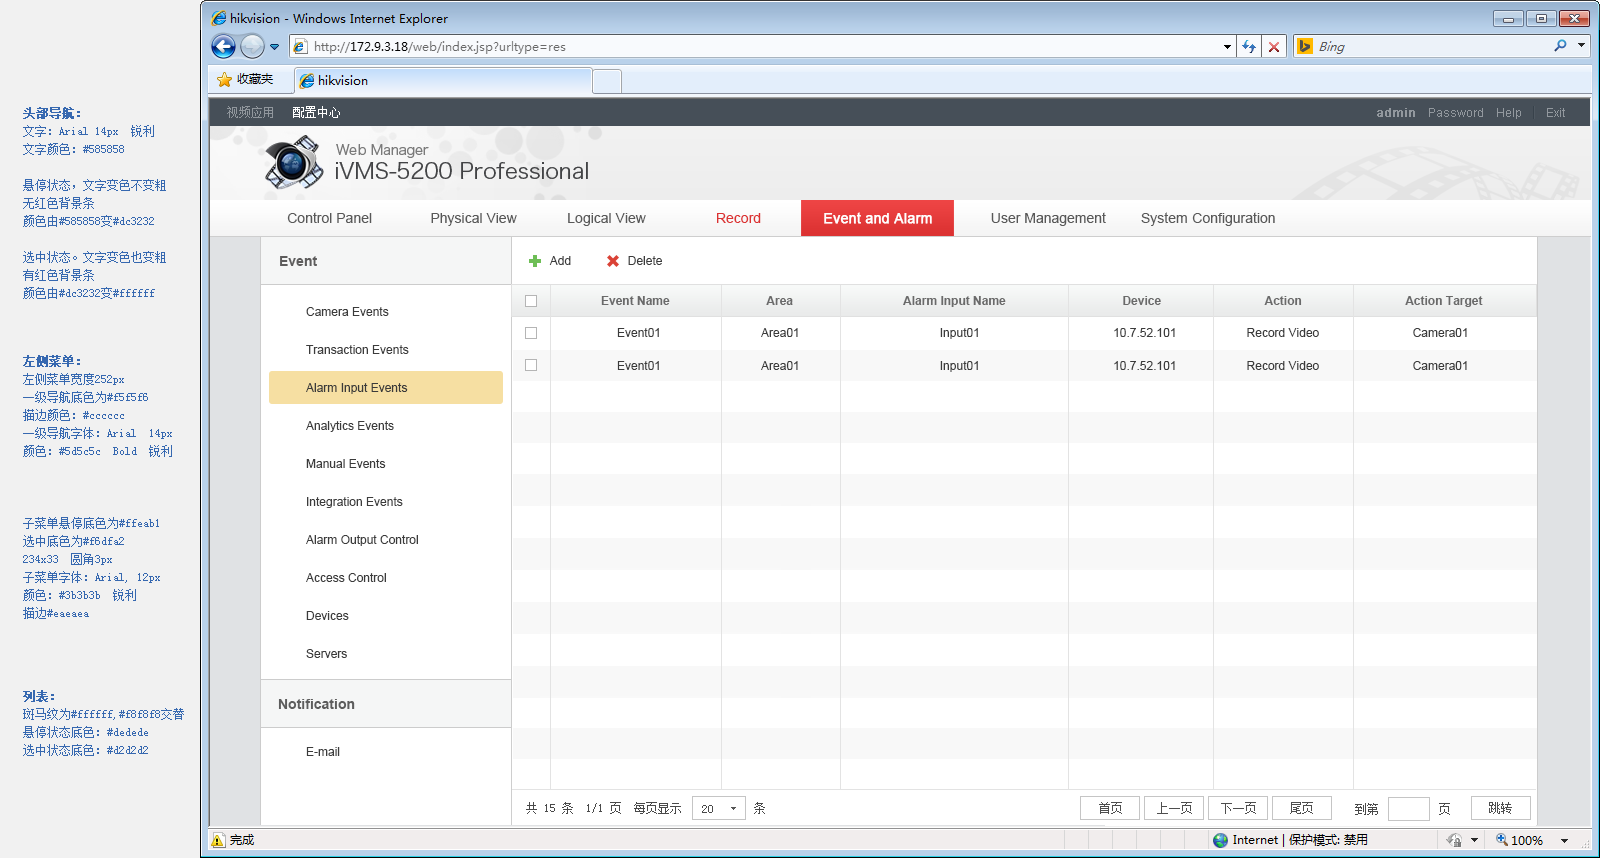 头部导航：
文字：Arial 14px 锐利
文字颜色：#585858
悬停状态，文字变色不变粗
无红色背景条
颜色由#585858变#dc3232
选中状态。文字变色也变粗
有红色背景条
颜色由#dc3232变#ffffff
左侧菜单：
左侧菜单宽度252px
一级导航底色为#f5f5f6
描边颜色：#cccccc
一级导航字体：Arial 14px
颜色：#5d5c5c Bold 锐利
子菜单悬停底色为#ffeab1
选中底色为#f6dfa2
234x33 圆角3px
子菜单字体：Arial, 12px
颜色：#3b3b3b 锐利
描边#eaeaea
列表：
斑马纹为#ffffff,#f8f8f8交替
悬停状态底色：#dedede
选中状态底色：#d2d2d2
hikvision - Windows Internet Explorer
http://172.9.3.18/web/index.jsp?urltype=res
Bing
收藏夹
hikvision
视频应用 配置中心
admin Password Help Exit
Web Manager
iVMS-5200 Professional
Control Panel Physical View Logical View Record Event and Alarm User Management System Configuration
Event
Camera Events
Transaction Events
Alarm Input Events
Analytics Events
Manual Events
Integration Events
Alarm Output Control
Access Control
Devices
Servers
Notification
E-mail
Add Delete
Event Name Area Alarm Input Name Device Action Action Target
Event01 Area01 Input01 10.7.52.101 Record Video Camera01
Event01 Area01 Input01 10.7.52.101 Record Video Camera01
共 15 条 1/1 页 每页显示 20 条 首页 上一页 下一页 尾页 到第 页 跳转
完成
Internet | 保护模式: 禁用
100%